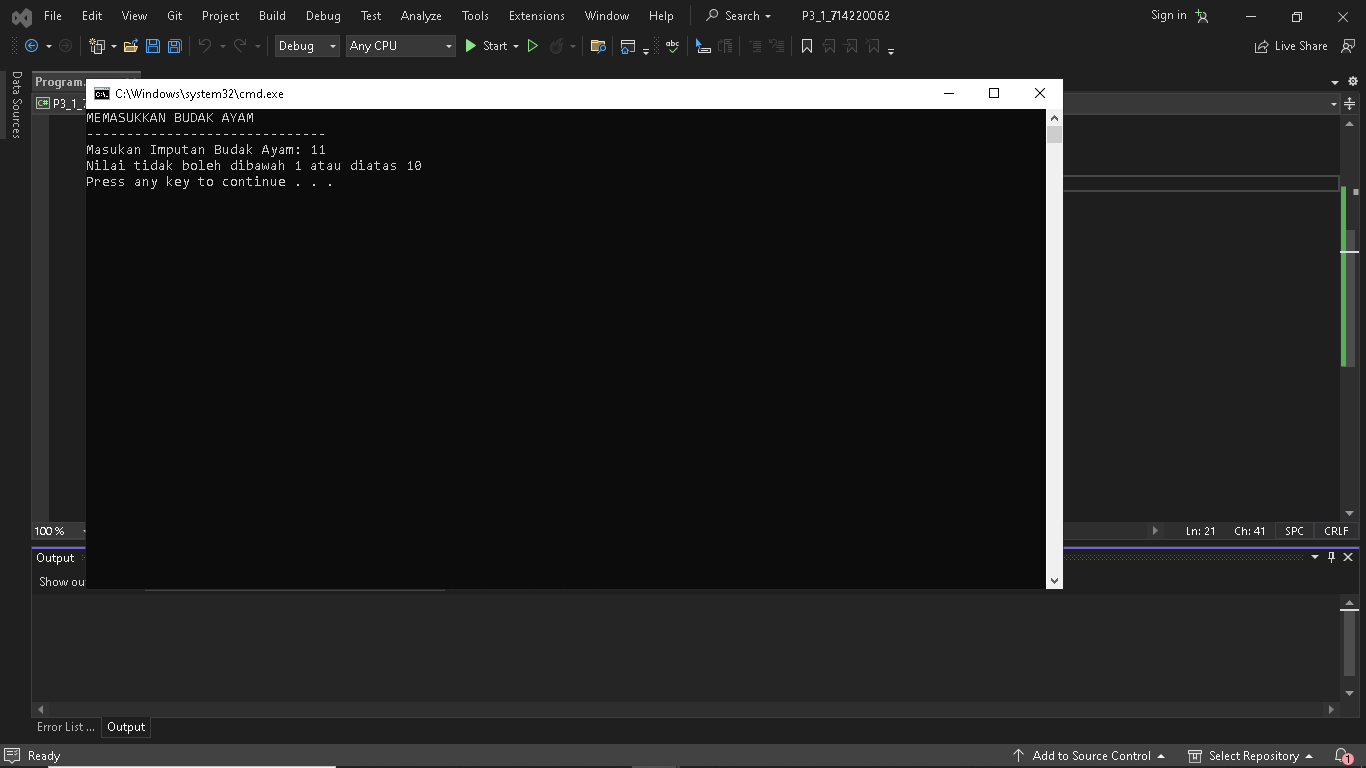 File Edit View Git Project Build Debug Test Analyze Tools Extensions Window Help Search P3_1_714220062 Sign in
Debug Any CPU Start Live Share
Data Sources
Program.
C:\Windows\system32\cmd.exe
C# P3_1_7
MEMASUKKAN BUDAK AYAM
------------------------------
Masukan Imputan Budak Ayam: 11
Nilai tidak boleh dibawah 1 atau diatas 10
Press any key to continue . . .
100 % Ln: 21 Ch: 41 SPC CRLF
Output
Show ou
Error List ... Output
Ready Add to Source Control Select Repository 1